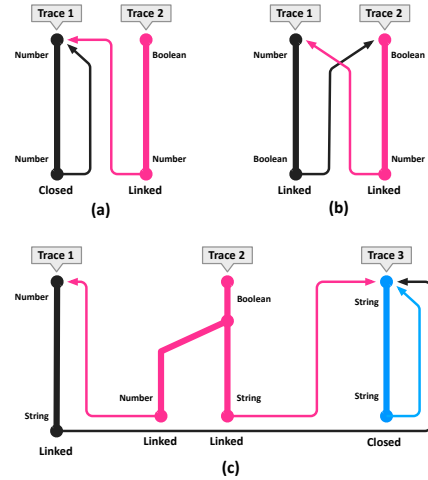 Trace 1 Trace 2 Trace 1 Trace 2
Number Boolean Number Boolean
Number Number Boolean Number
Closed Linked Linked Linked
(a) (b)
Trace 1 Trace 2 Trace 3
Number Boolean String
Number String String
String
Linked Linked Linked Closed
(c)